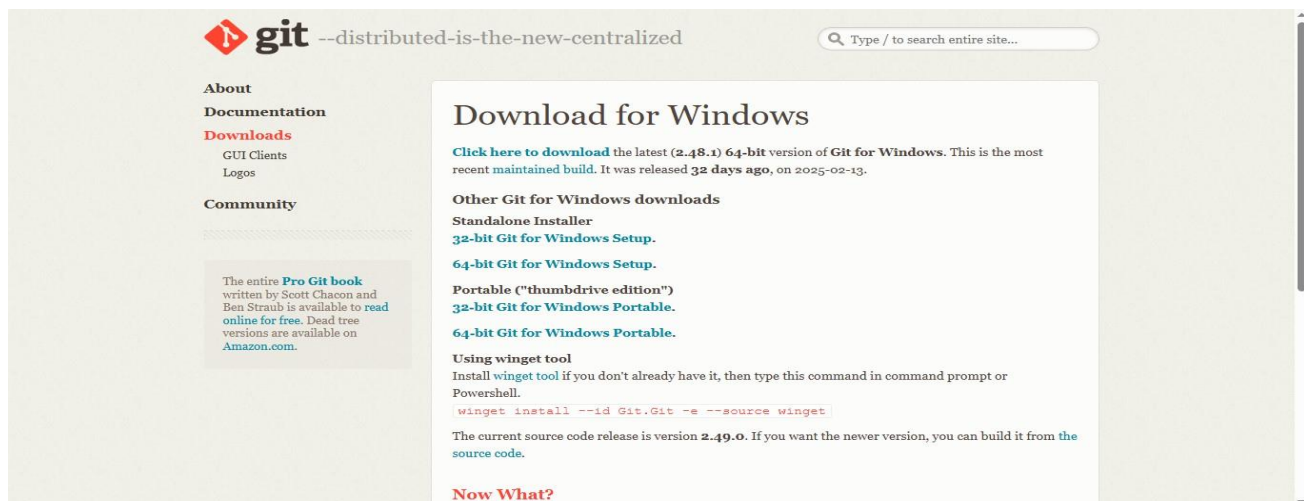 git --distributed-is-the-new-centralized
Type / to search entire site...
About
Documentation
Downloads
GUI Clients
Logos
Community
The entire Pro Git book
written by Scott Chacon and
Ben Straub is available to read
online for free. Dead tree
versions are available on
Amazon.com.
Download for Windows
Click here to download the latest (2.48.1) 64-bit version of Git for Windows. This is the most
recent maintained build. It was released 32 days ago, on 2025-02-13.
Other Git for Windows downloads
Standalone Installer
32-bit Git for Windows Setup.
64-bit Git for Windows Setup.
Portable ("thumbdrive edition")
32-bit Git for Windows Portable.
64-bit Git for Windows Portable.
Using winget tool
Install winget tool if you don't already have it, then type this command in command prompt or
Powershell.
winget install --id Git.Git -e --source winget
The current source code release is version 2.49.0. If you want the newer version, you can build it from the
source code.
Now What?